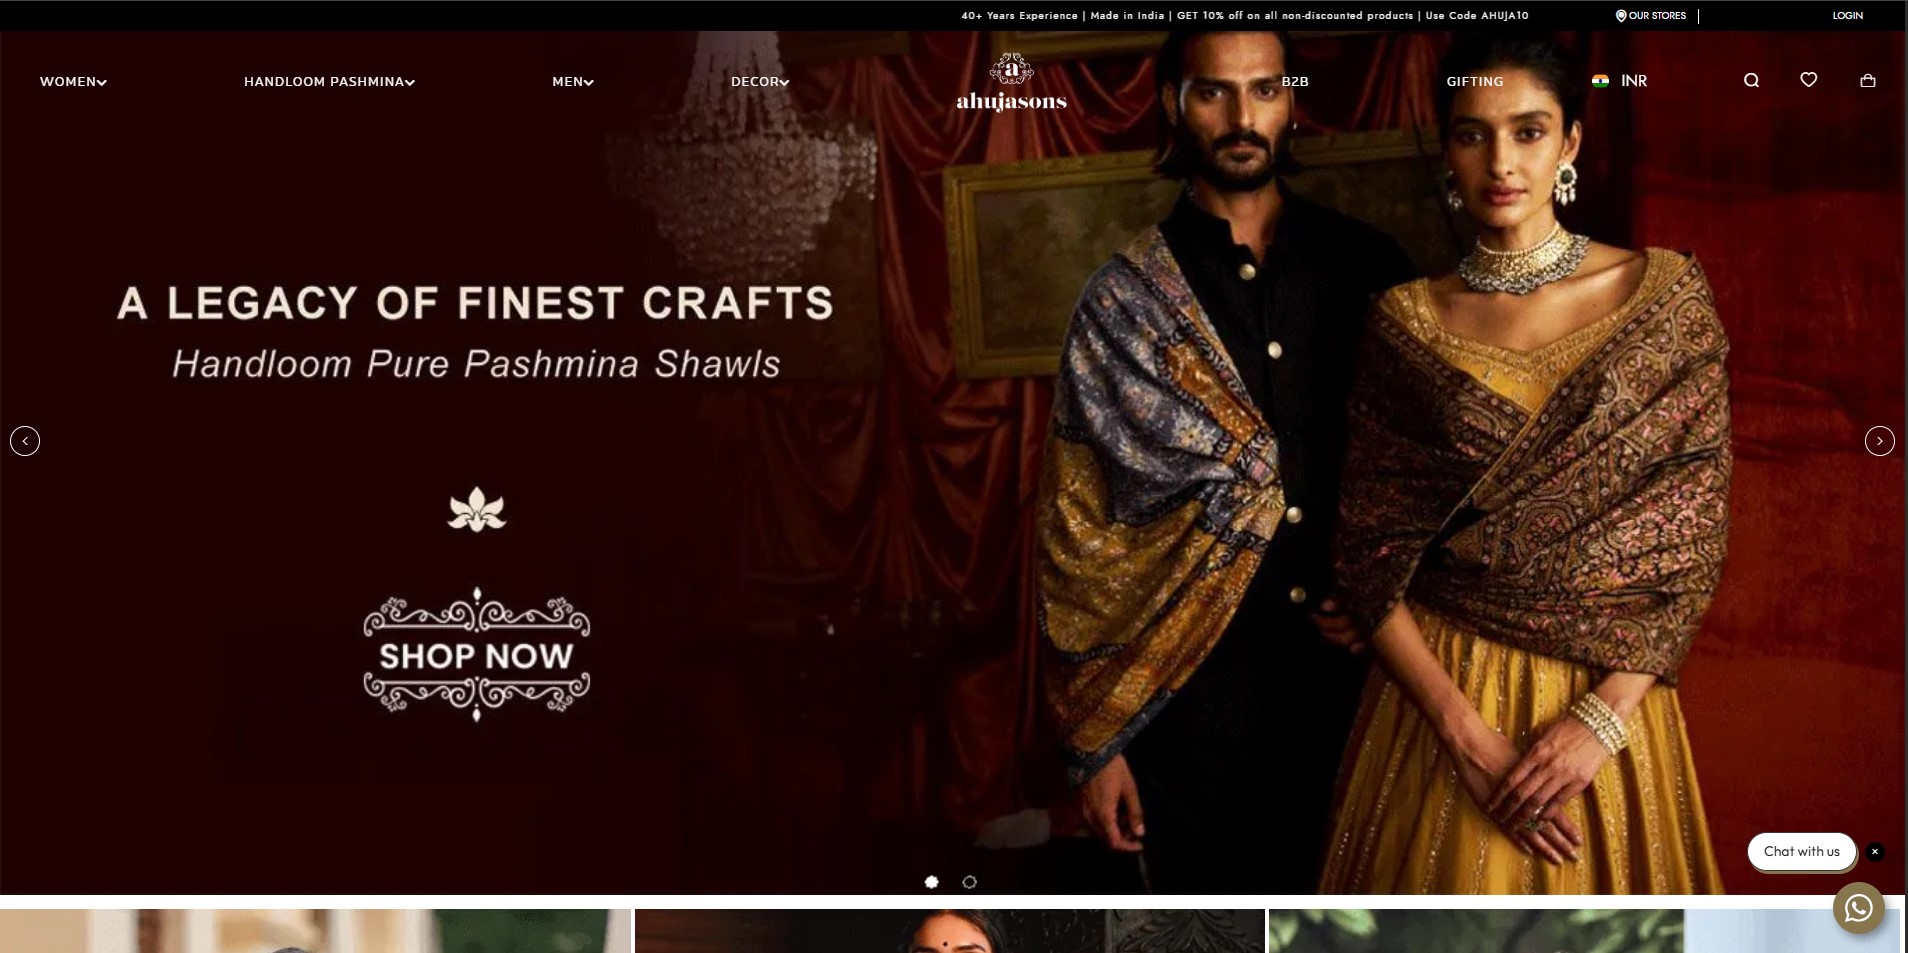 40+ Years Experience | Made in India | GET 10% off on all non-discounted products | Use Code AHUJA10
OUR STORES |
LOGIN
WOMEN
HANDLOOM PASHMINA
MEN
DECOR
a
ahujasons
B2B
GIFTING
INR
A LEGACY OF FINEST CRAFTS
Handloom Pure Pashmina Shawls
SHOP NOW
Chat with us